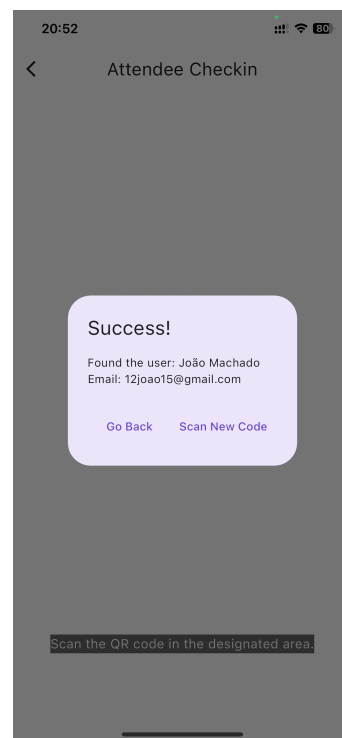 20:52
80
Attendee Checkin
Success!
Found the user: João Machado
Email: 12joao15@gmail.com
Go Back
Scan New Code
Scan the QR code in the designated area.